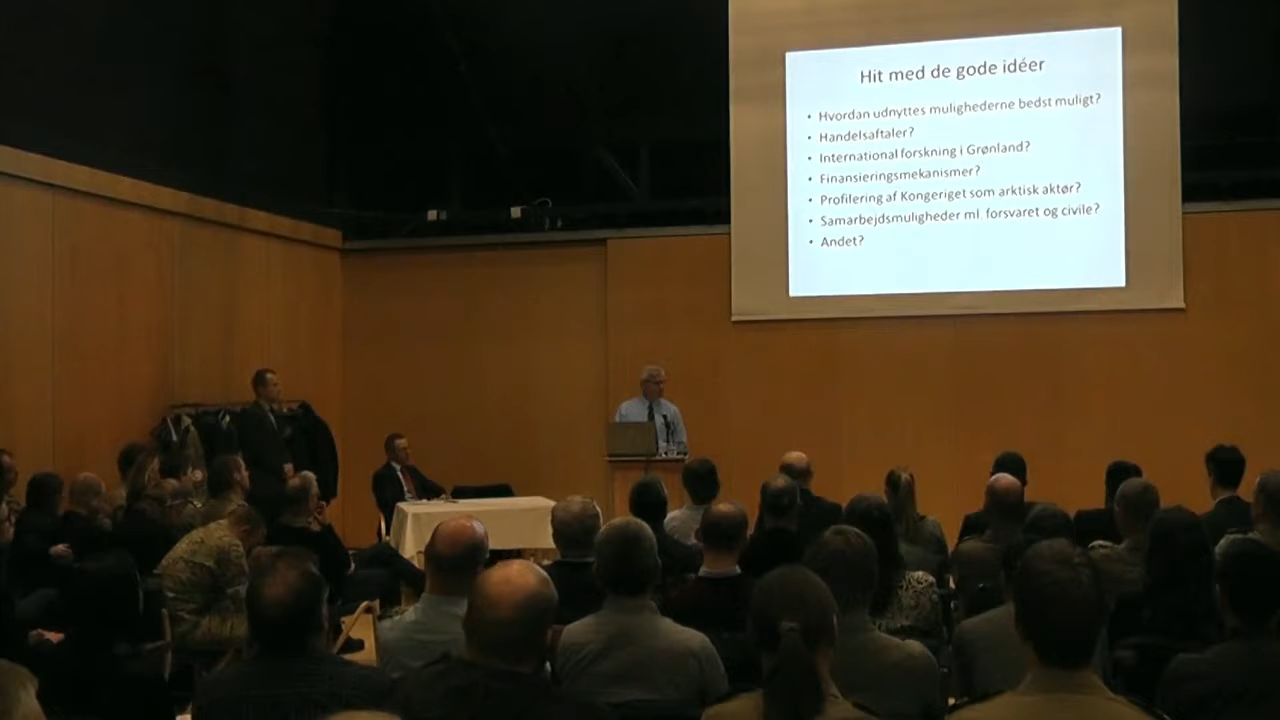 Hit med de gode idéer
• Hvordan udnyttes mulighederne bedst muligt?
• Handelsaftaler?
• International forskning i Grønland?
• Finansieringsmekanismer?
• Profilering af Kongeriget som arktisk aktør?
• Samarbejdsmuligheder ml. forsvaret og civile?
• Andet?